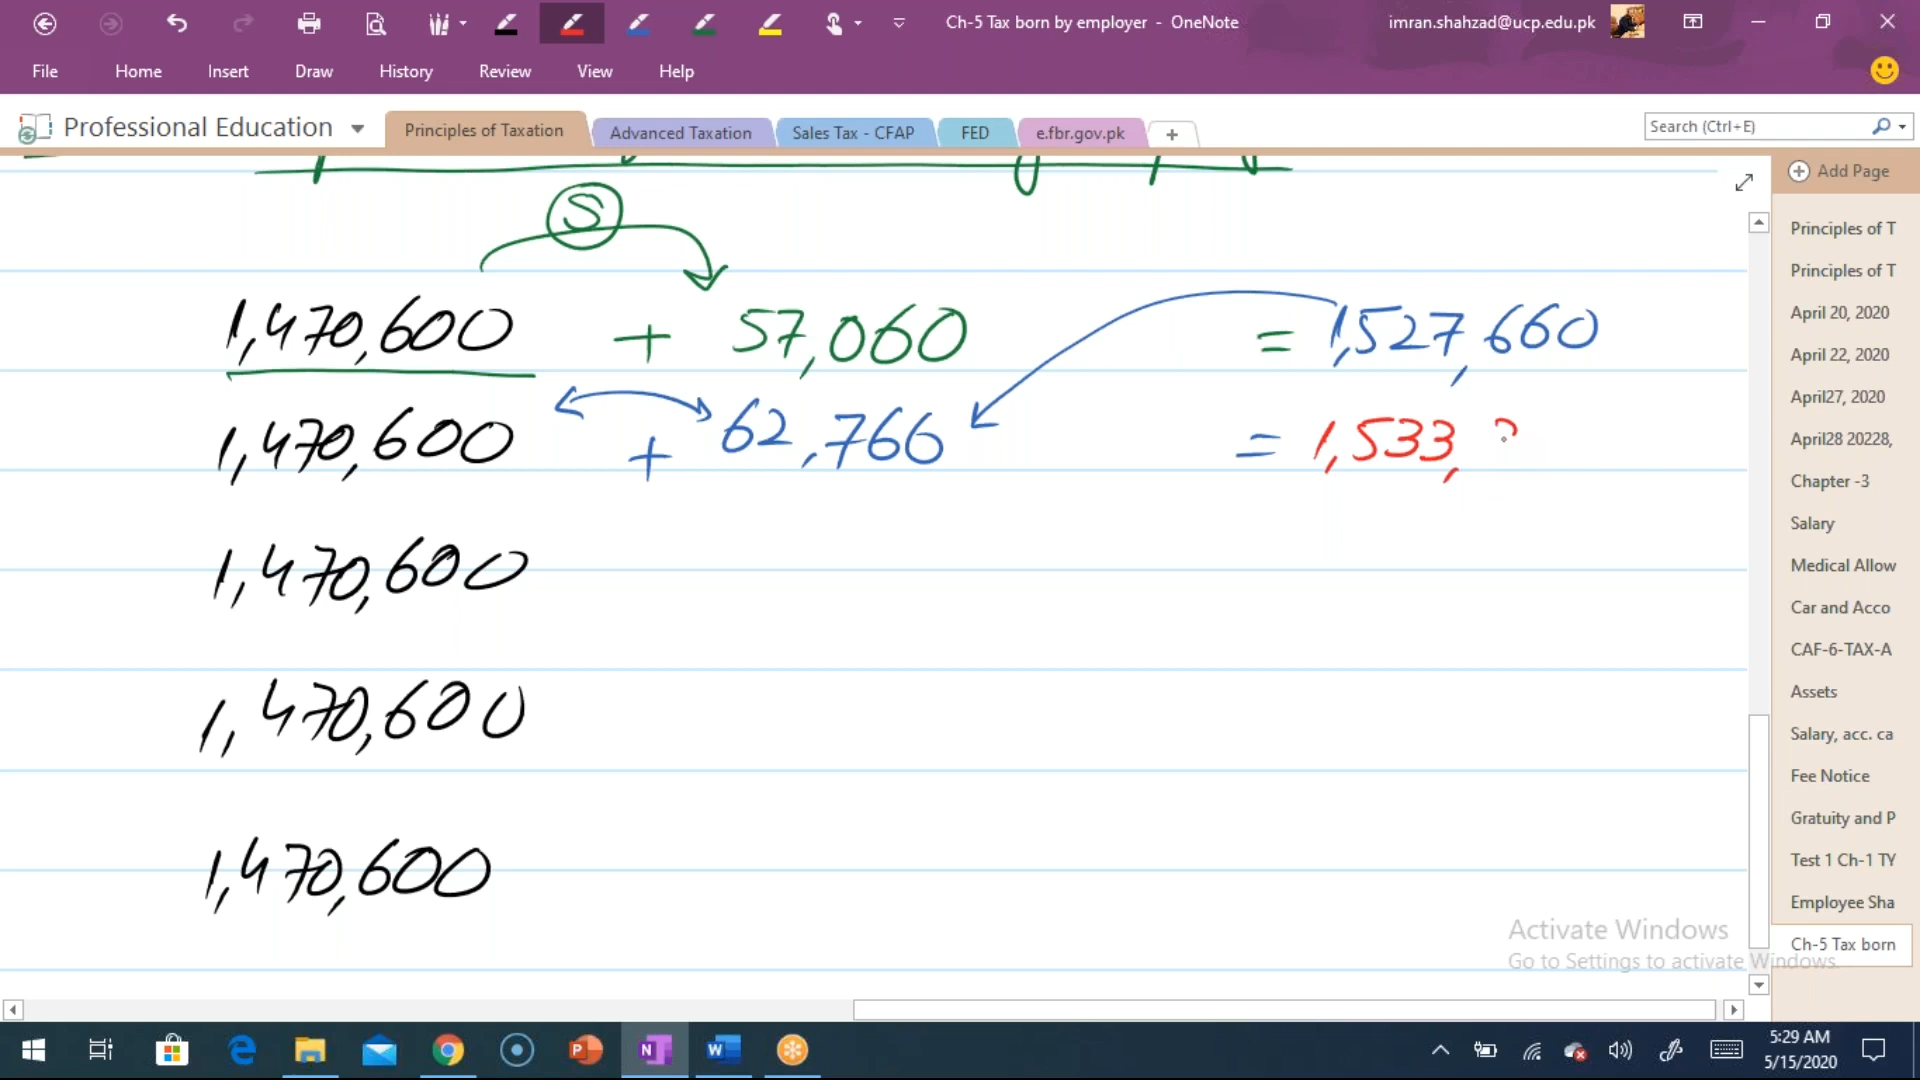 Ch-5 Tax born by employer - OneNote
imran.shahzad@ucp.edu.pk
File Home Insert Draw History Review View Help
Professional Education
Principles of Taxation
Advanced Taxation
Sales Tax - CFAP
FED
e.fbr.gov.pk
+
Search (Ctrl+E)
Add Page
S
1,470,600 + 57,060 = 1,527,660
1,470,600 + 62,766 = 1,533,
1,470,600
1,470,600
1,470,600
Principles of T
Principles of T
April 20, 2020
April 22, 2020
April27, 2020
April28 20228,
Chapter -3
Salary
Medical Allow
Car and Acco
CAF-6-TAX-A
Assets
Salary, acc. ca
Fee Notice
Gratuity and P
Test 1 Ch-1 TY
Employee Sha
Ch-5 Tax born
Activate Windows
Go to Settings to activate Windows.
5:29 AM
5/15/2020